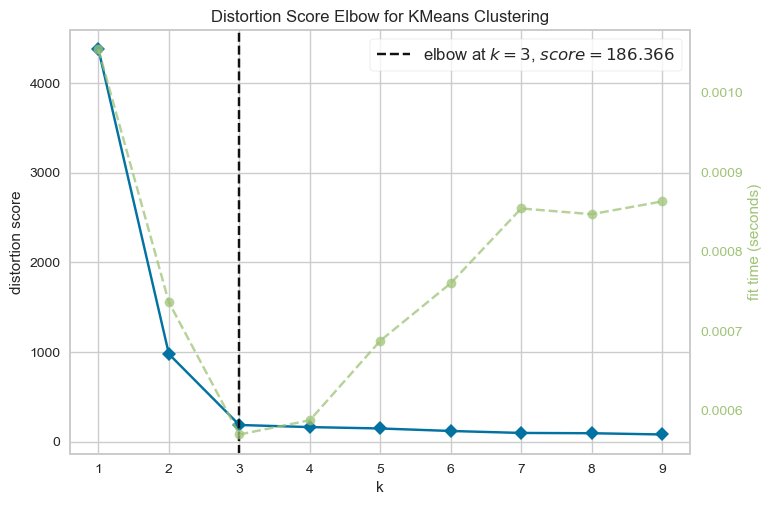 Distortion Score Elbow for KMeans Clustering
elbow at k = 3, score = 186.366
distortion score
4000
3000
2000
1000
0
0.0010
0.0009
0.0008
0.0007
0.0006
fit time (seconds)
1 2 3 4 5 6 7 8 9
k